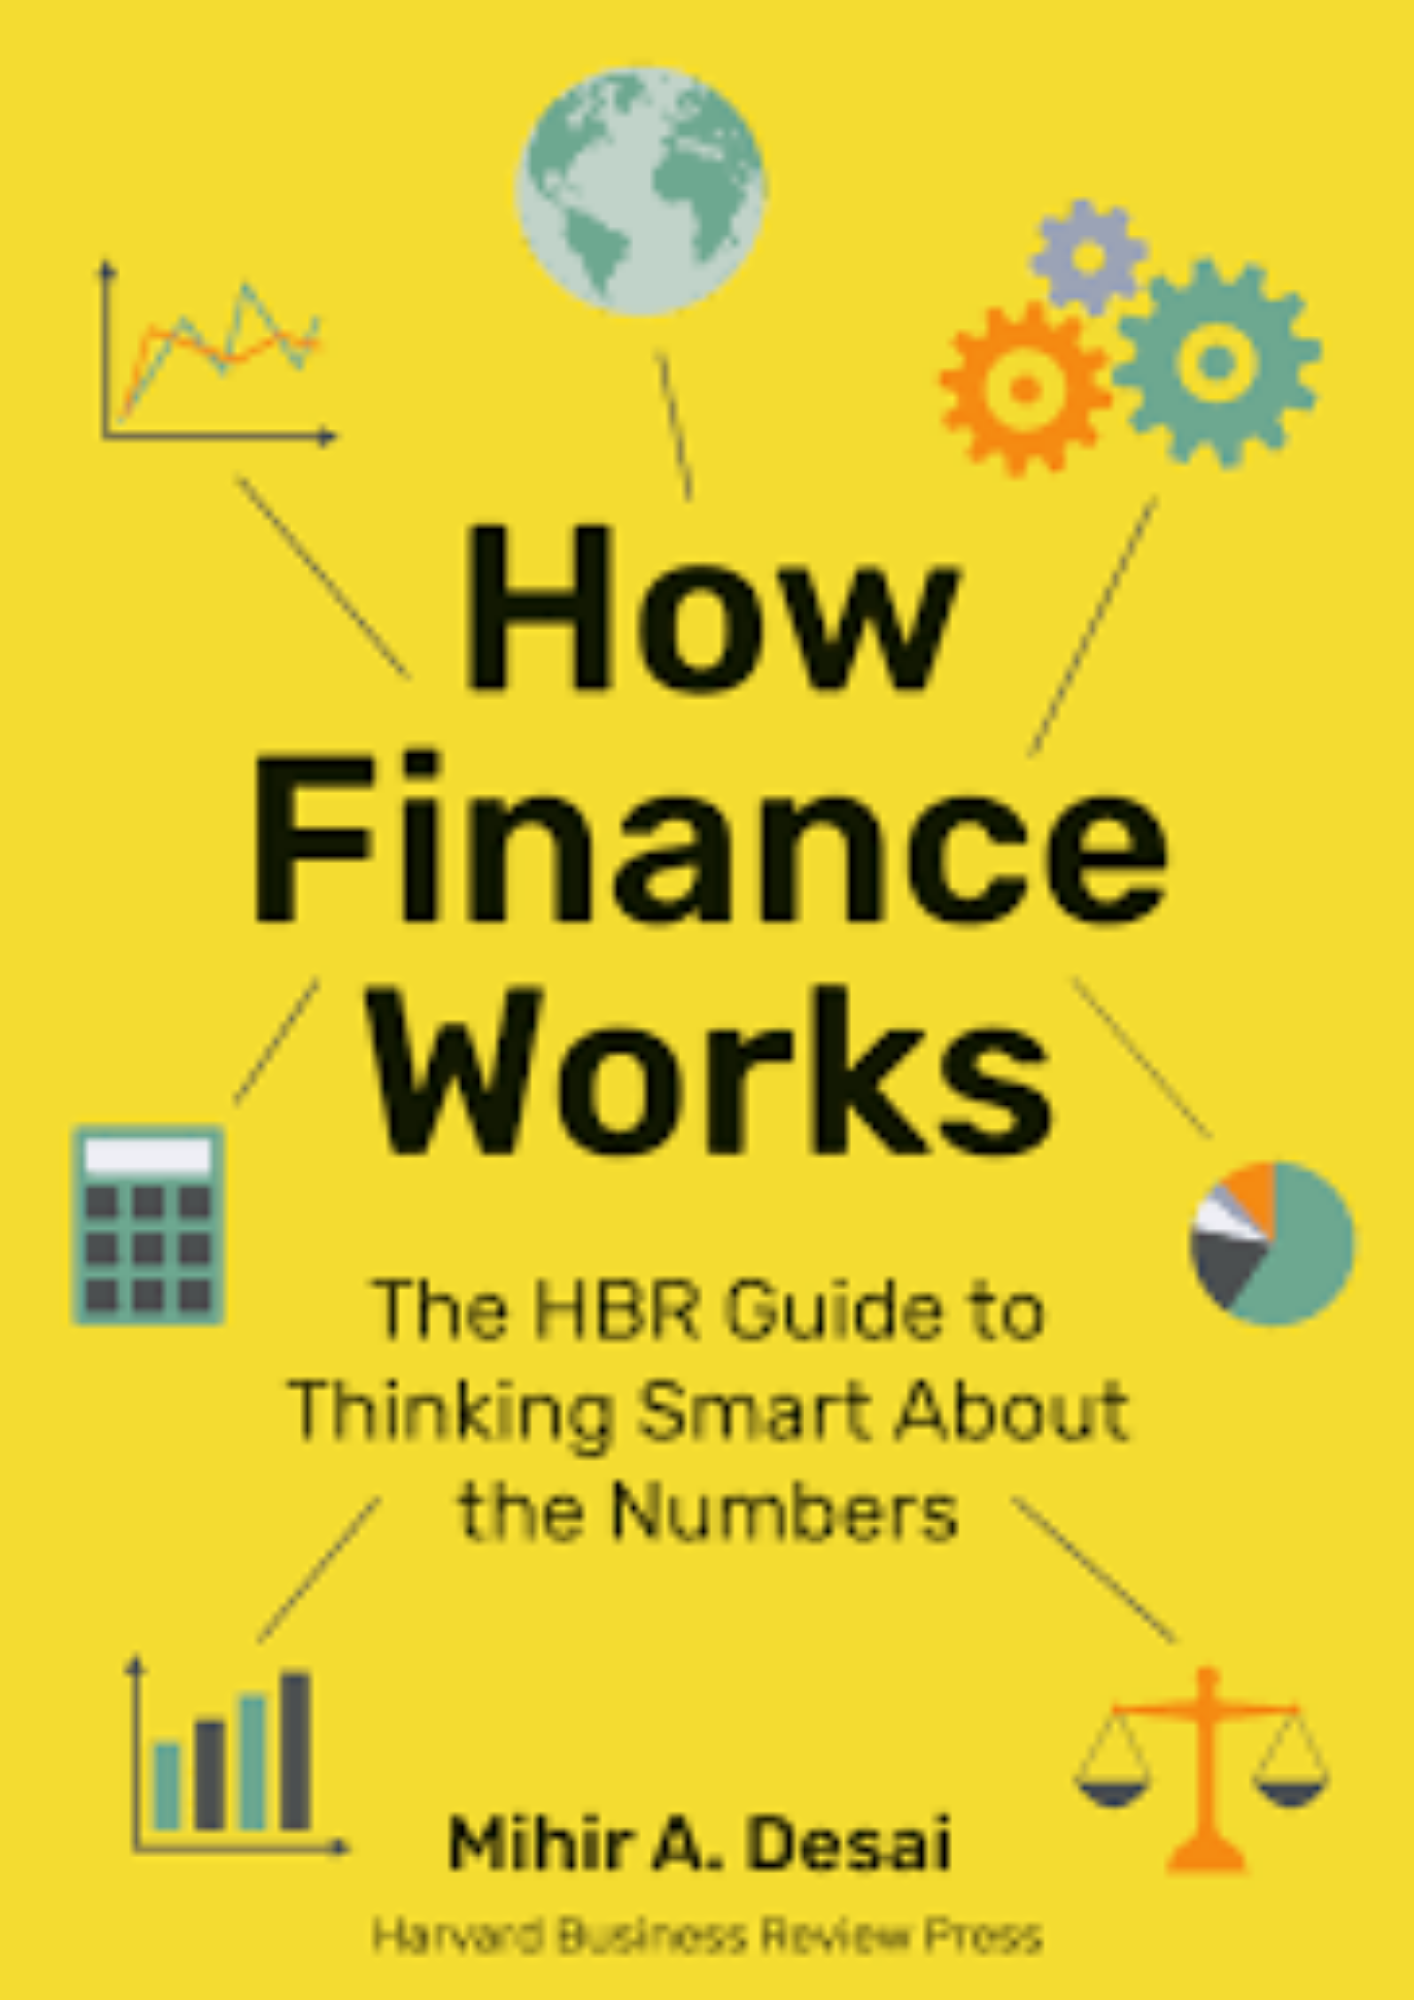 How
Finance
Works
The HBR Guide to
Thinking Smart About
the Numbers
Mihir A. Desai
Harvard Business Review Press